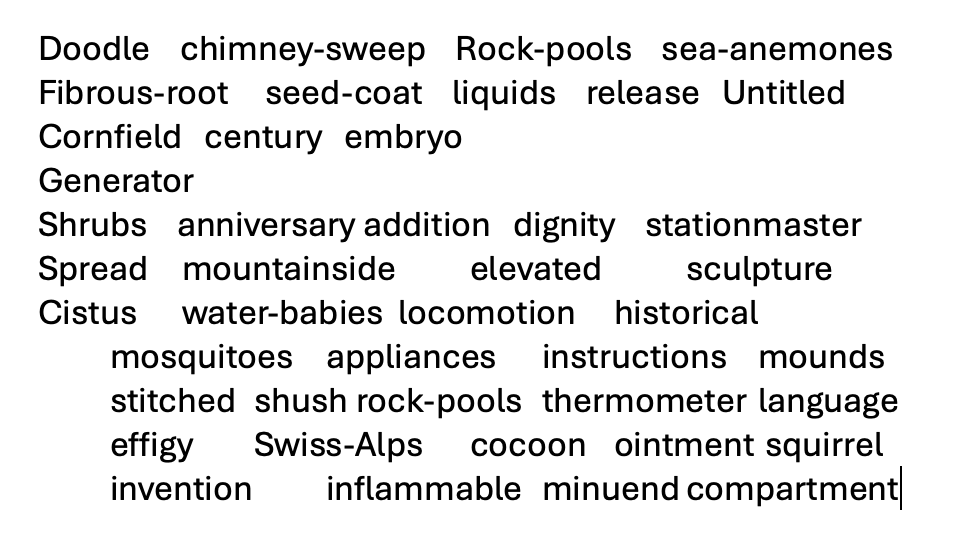 Doodle chimney-sweep Rock-pools sea-anemones
Fibrous-root seed-coat liquids release Untitled
Cornfield century embryo
Generator
Shrubs anniversary addition dignity stationmaster
Spread mountainside elevated sculpture
Cistus water-babies locomotion historical
mosquitoes appliances instructions mounds
stitched shush rock-pools thermometer language
effigy Swiss-Alps cocoon ointment squirrel
invention inflammable minuend compartment